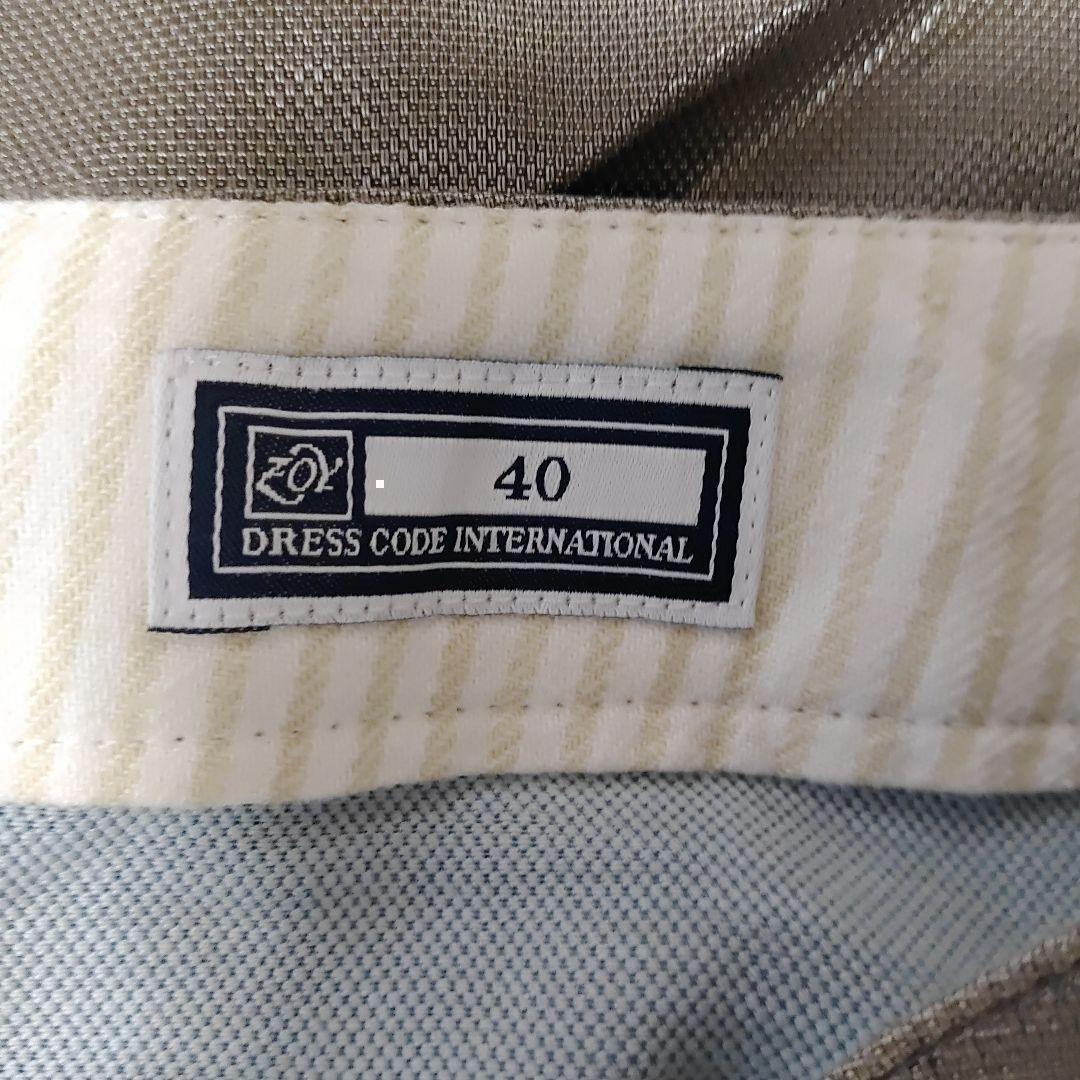 ZOY
40
DRESS CODE INTERNATIONAL